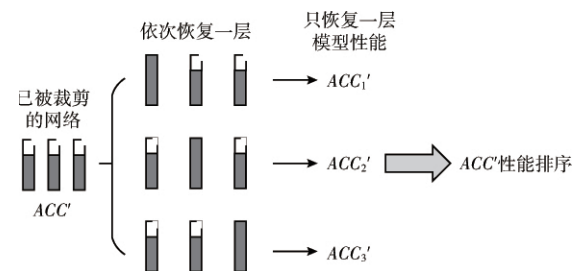 依次恢复一层
只恢复一层
模型性能
已被裁剪
的网络
ACC′
ACC₁′
ACC₂′
ACC₃′
ACC′性能排序